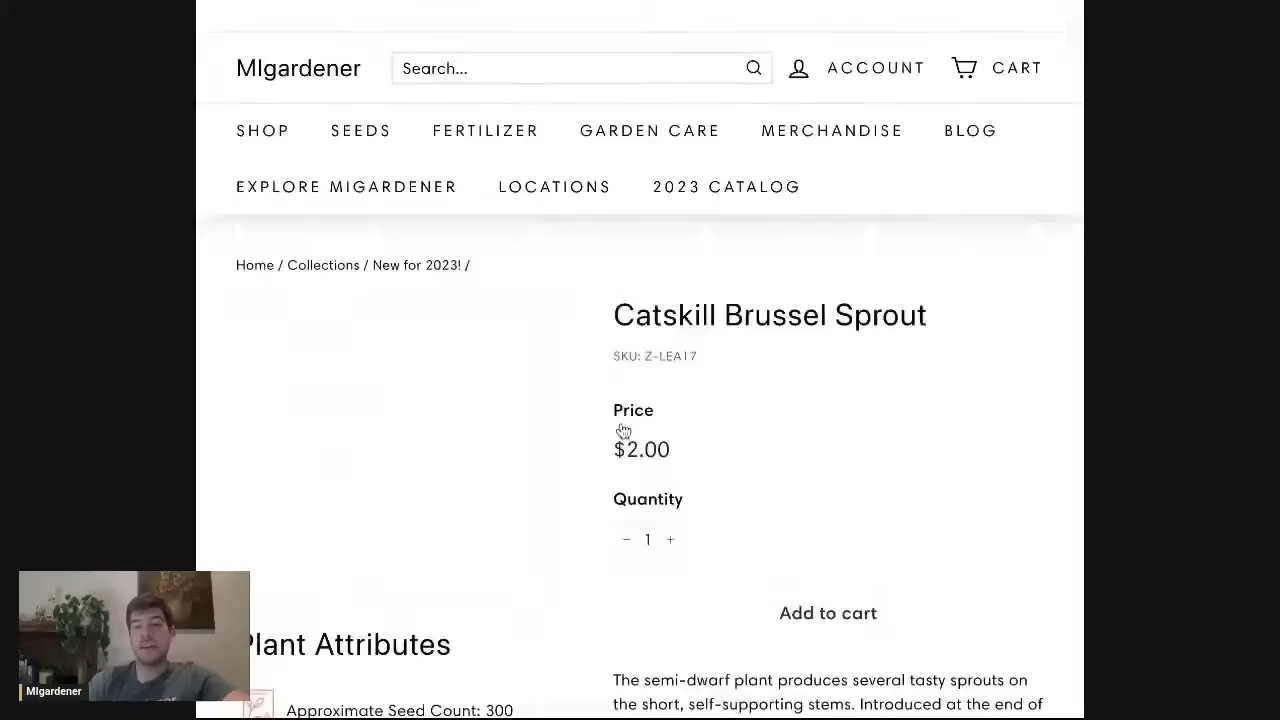 MIgardener
Search...
ACCOUNT
CART
SHOP SEEDS FERTILIZER GARDEN CARE MERCHANDISE BLOG
EXPLORE MIGARDENER LOCATIONS 2023 CATALOG
Home / Collections / New for 2023! /
Catskill Brussel Sprout
SKU: Z-LEA17
Price
$2.00
Quantity
− 1 +
Add to cart
Plant Attributes
Approximate Seed Count: 300
The semi-dwarf plant produces several tasty sprouts on
the short, self-supporting stems. Introduced at the end of
MIgardener